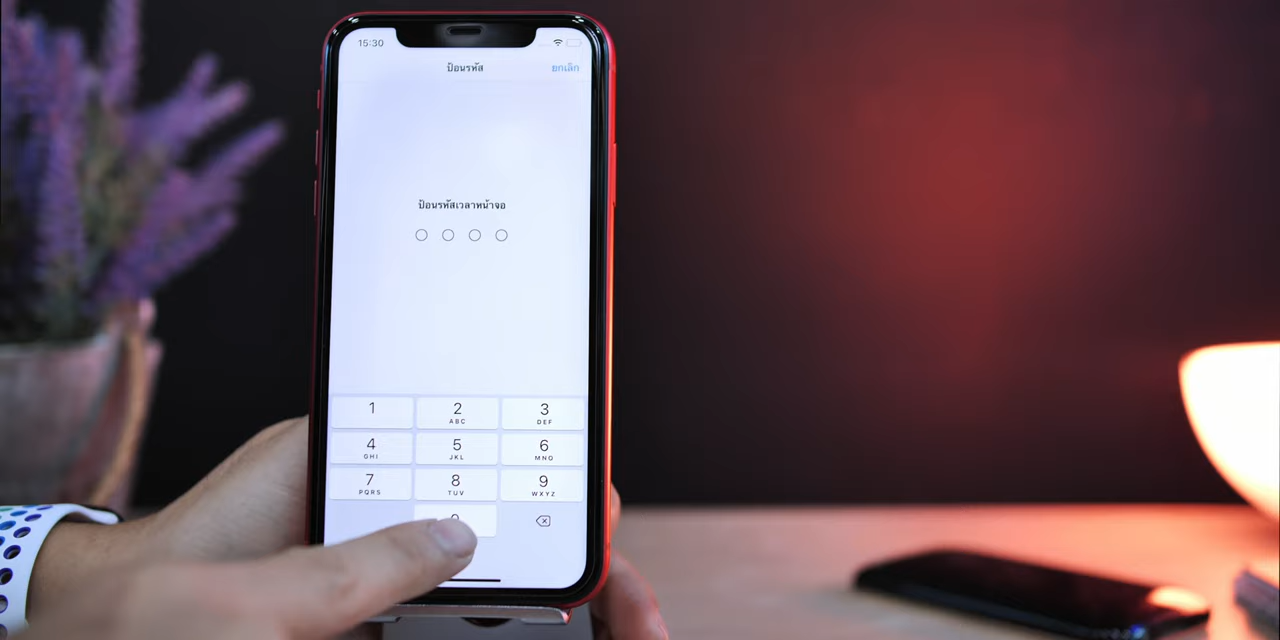 15:30
ป้อนรหัส
ยกเลิก
ป้อนรหัสเวลาหน้าจอ
1
2
ABC
3
DEF
4
GHI
5
JKL
6
MNO
7
PQRS
8
TUV
9
WXYZ